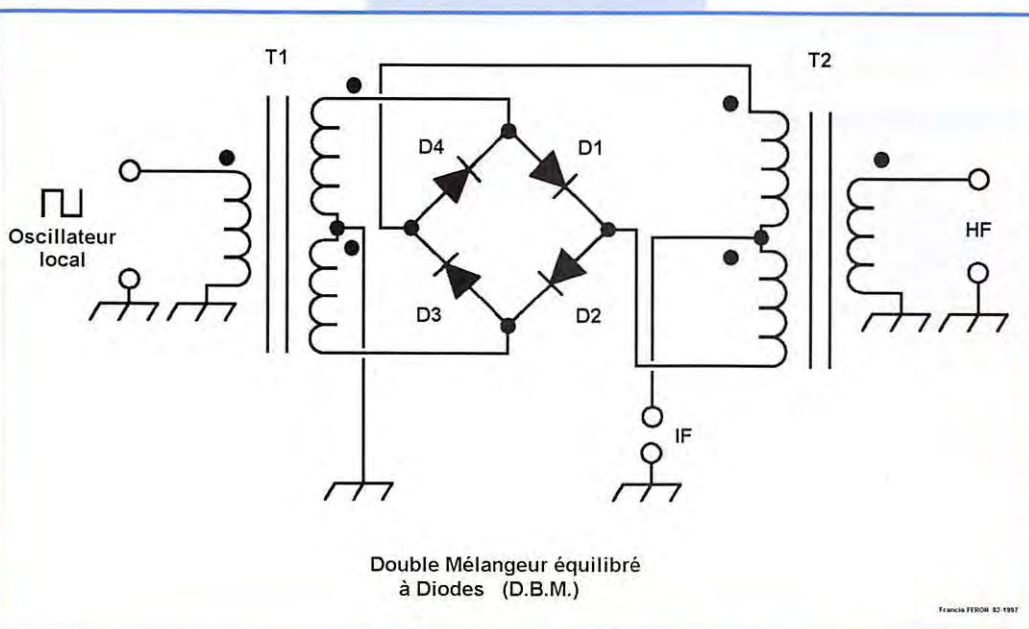 T1
T2
D4
D1
Oscillateur
local
HF
D3
D2
IF
Double Mélangeur équilibré
à Diodes (D.B.M.)
Francis FERON 02-1997